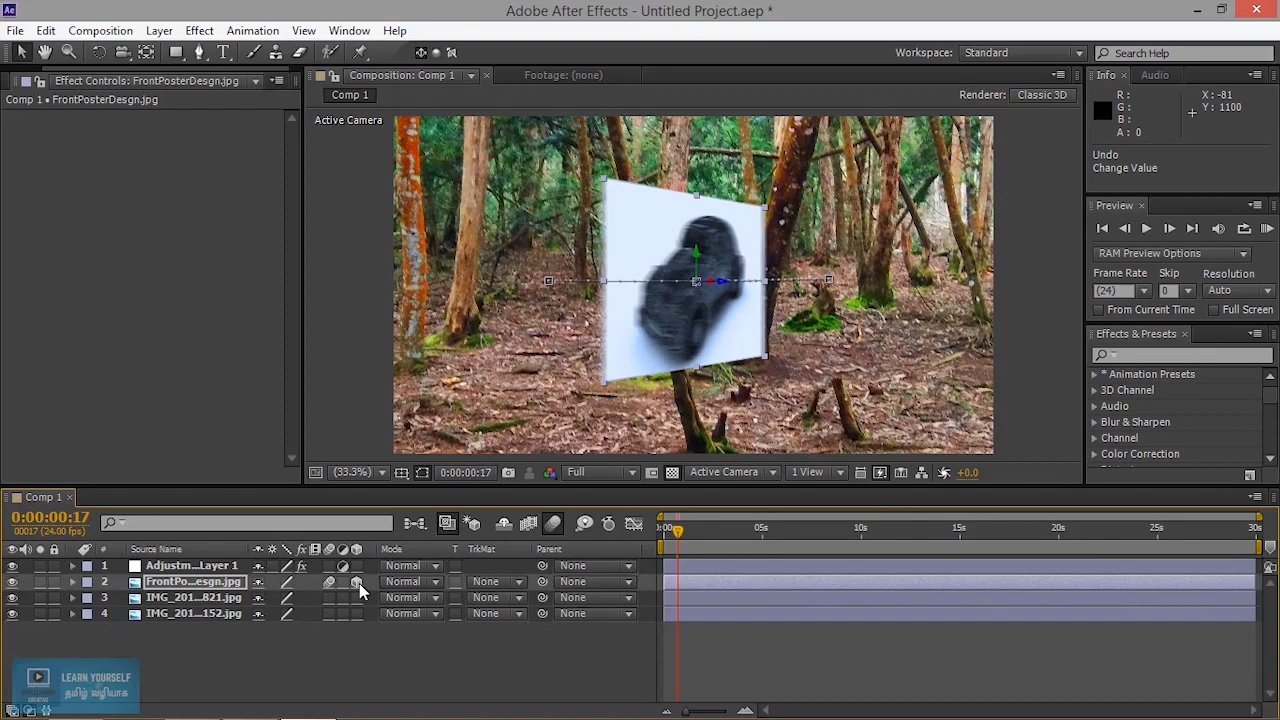 Ae
Adobe After Effects - Untitled Project.aep *
File Edit Composition Layer Effect Animation View Window Help
Workspace: Standard
Search Help
Effect Controls: FrontPosterDesgn.jpg
Comp 1 • FrontPosterDesgn.jpg
Composition: Comp 1
Footage: (none)
Comp 1
Renderer: Classic 3D
Active Camera
Info
Audio
R :
G :
B :
A : 0
X : -81
Y : 1100
Undo
Change Value
Preview
RAM Preview Options
Frame Rate Skip Resolution
(24) 0 Auto
From Current Time Full Screen
Effects & Presets
* Animation Presets
3D Channel
Audio
Blur & Sharpen
Channel
Color Correction
(33.3%) 0:00:00:17 Full Active Camera 1 View +0.0
Comp 1
0:00:00:17
00017 (24.00 fps)
:00 05s 10s 15s 20s 25s 30s
# Source Name Mode T TrkMat Parent
1 Adjustm...Layer 1 Normal None
2 FrontPo...esgn.jpg Normal None None
3 IMG_201...821.jpg Normal None None
4 IMG_201...152.jpg Normal None None
LEARN YOURSELF
தமிழ் வழியாக
CREATIVE